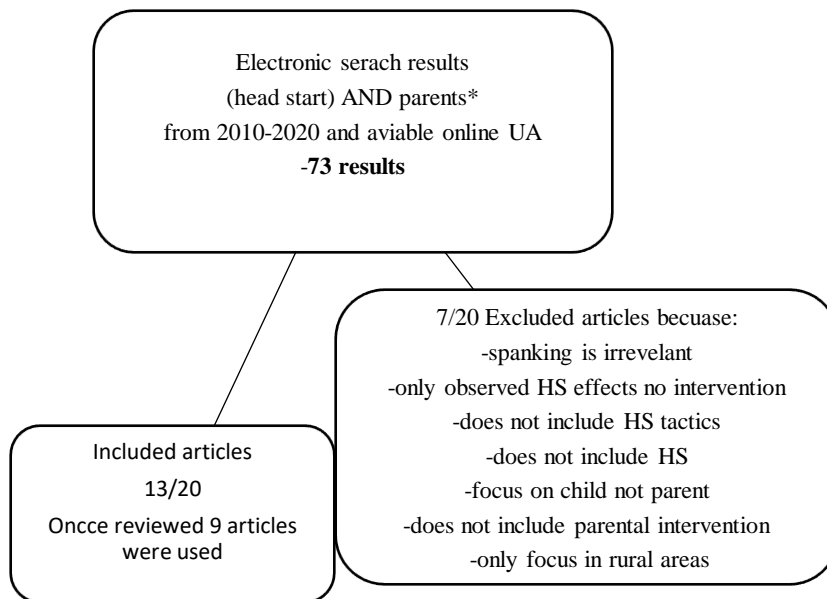 Electronic serach results
(head start) AND parents*
from 2010-2020 and aviable online UA
-73 results
7/20 Excluded articles becuase:
-spanking is irrevelant
-only observed HS effects no intervention
-does not include HS tactics
-does not include HS
-focus on child not parent
-does not include parental intervention
-only focus in rural areas
Included articles
13/20
Oncce reviewed 9 articles
were used